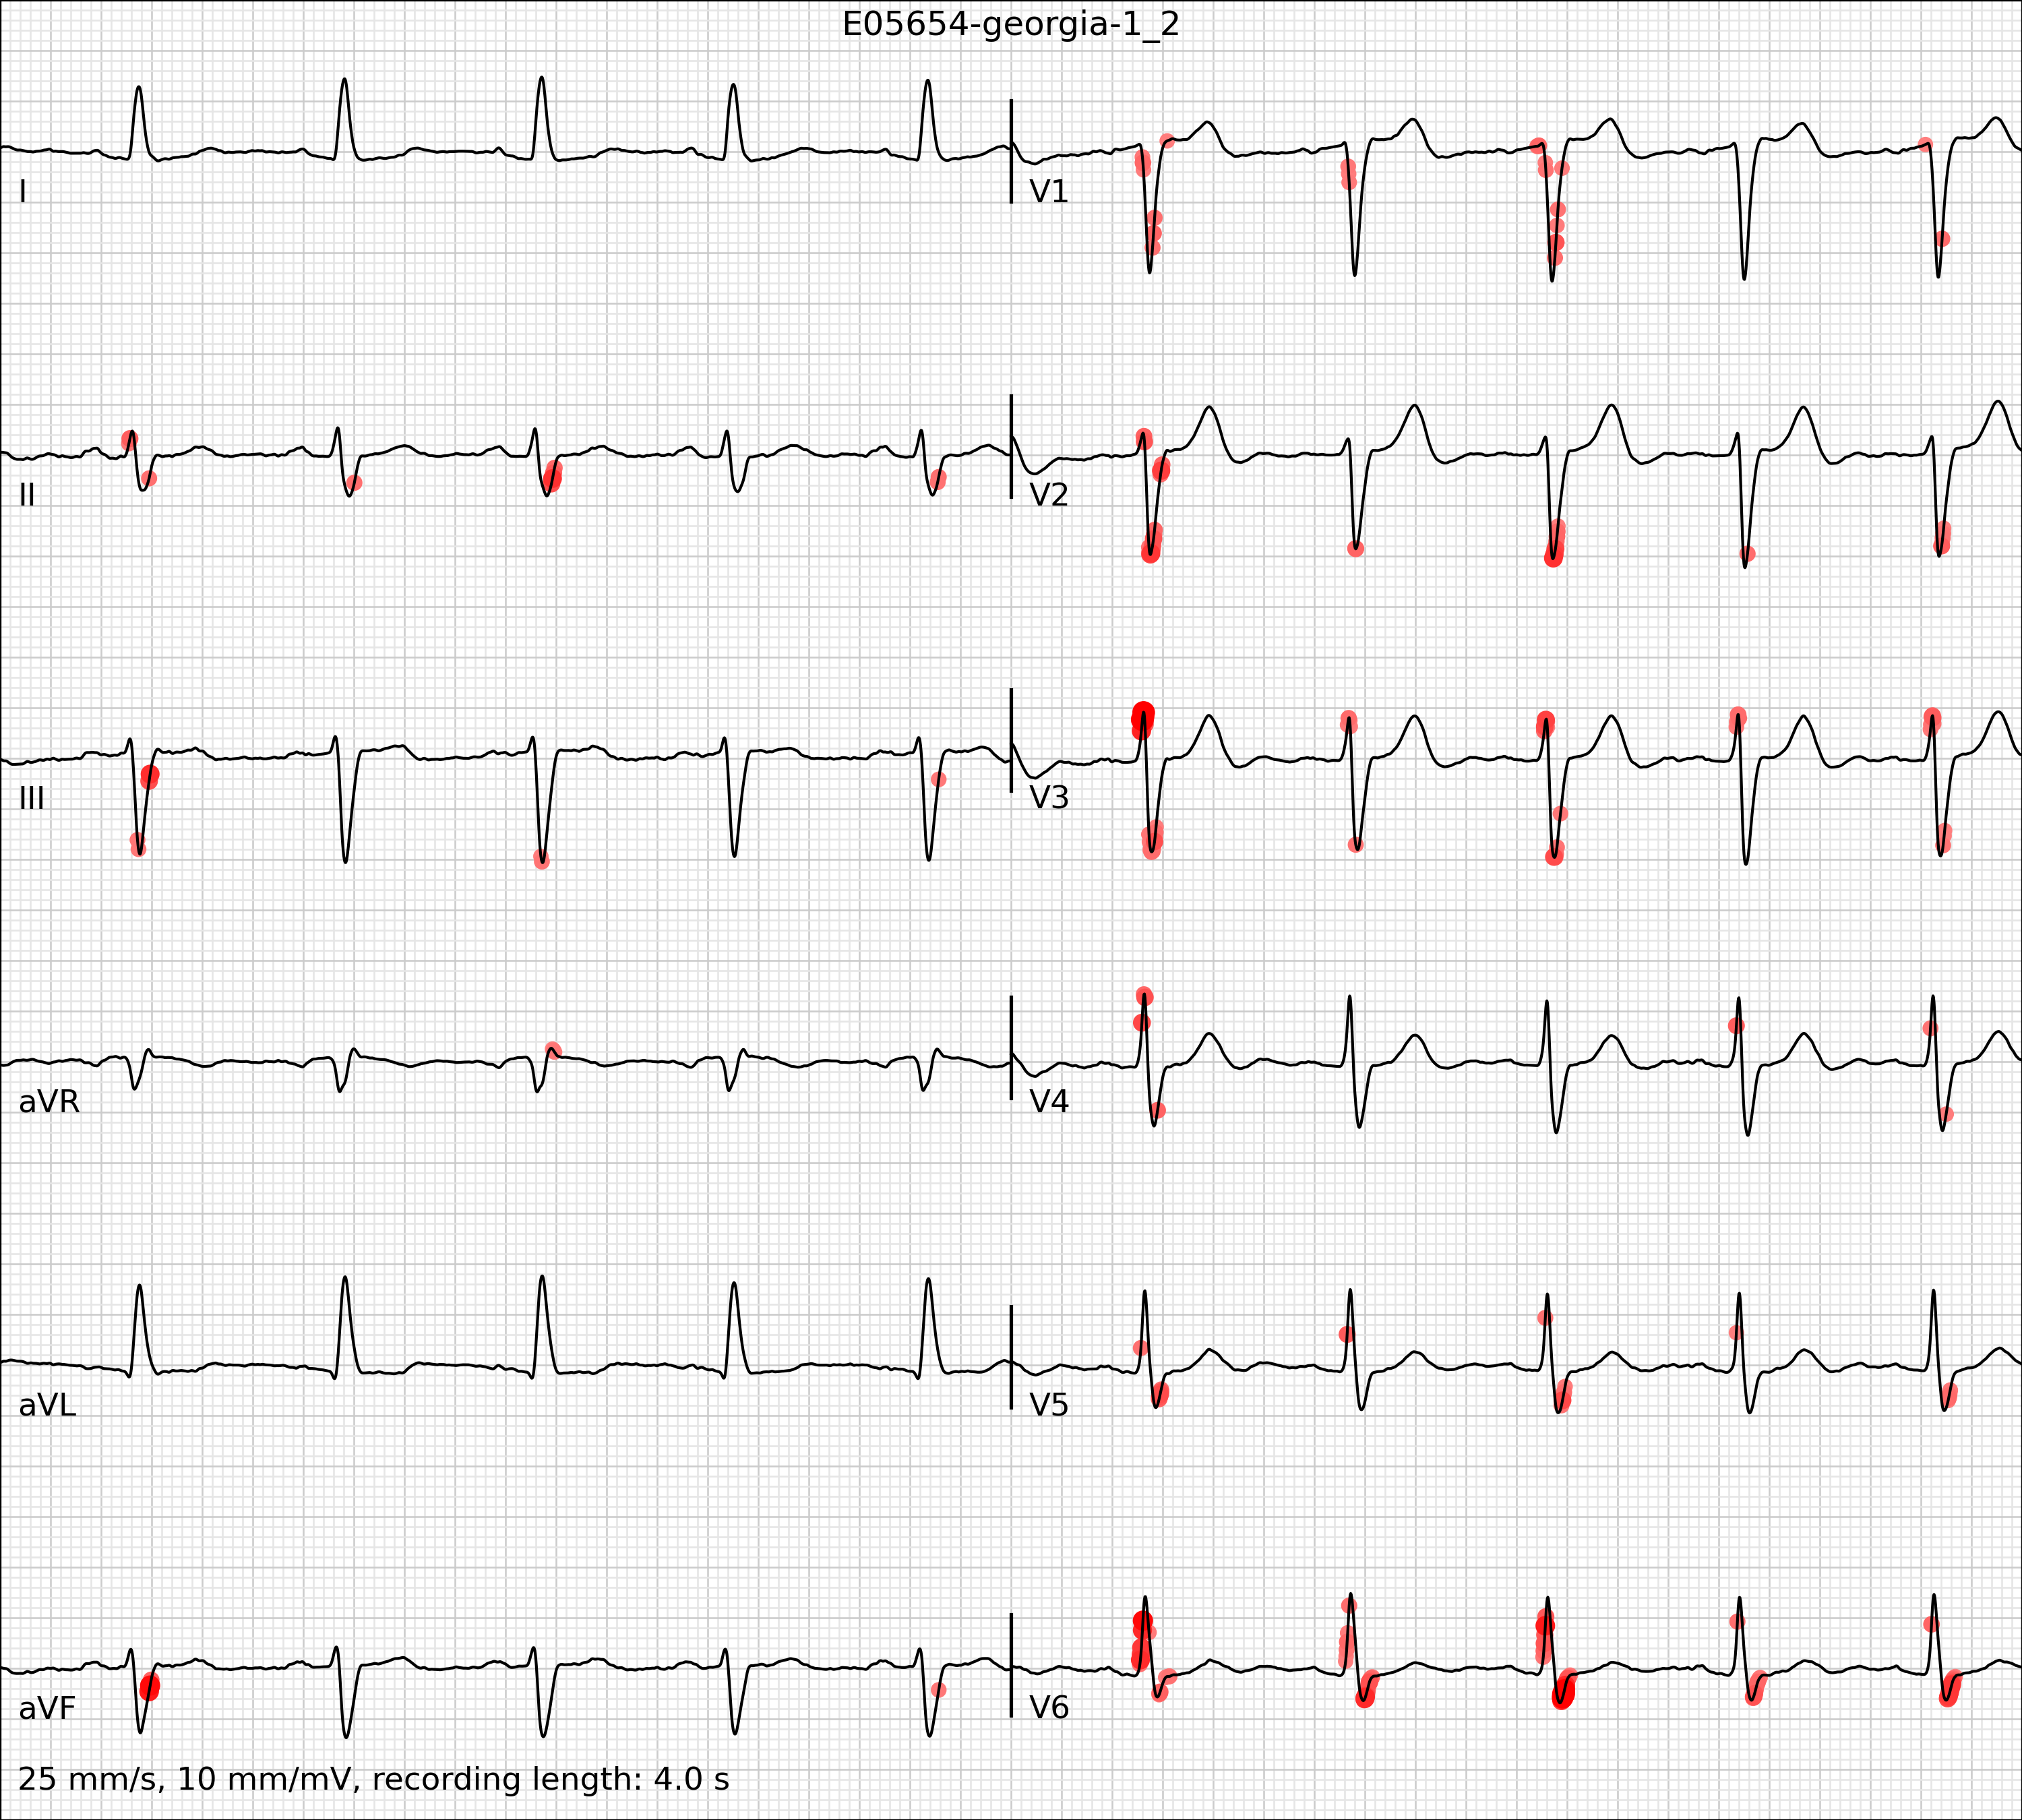 E05654-georgia-1_2
I
V1
II
V2
III
V3
aVR
V4
aVL
V5
aVF
V6
25 mm/s, 10 mm/mV, recording length: 4.0 s